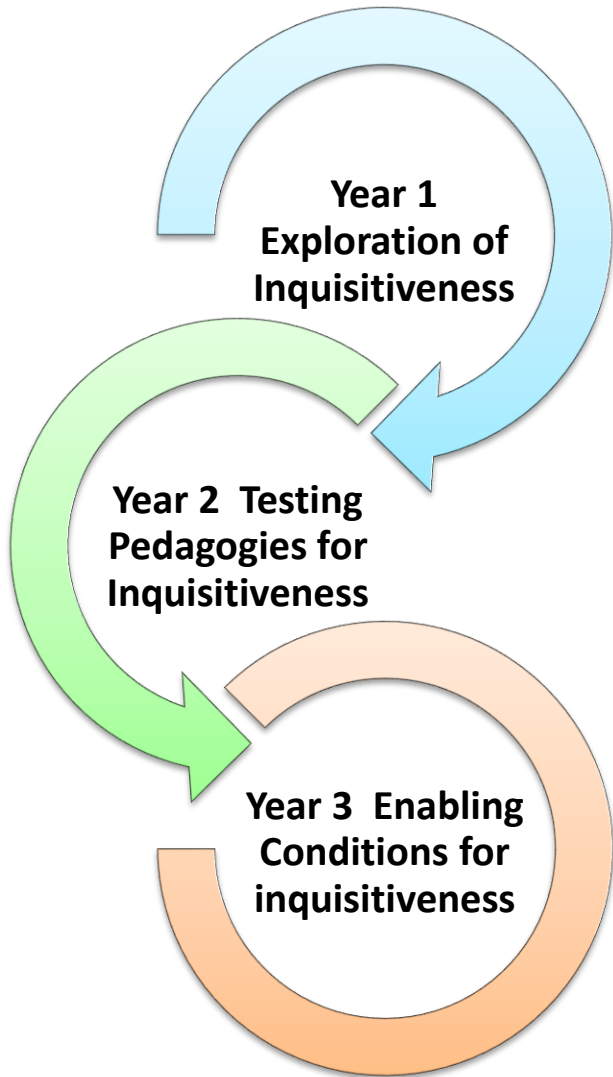 Year 1
Exploration of
Inquisitiveness
Year 2  Testing
Pedagogies for
Inquisitiveness
Year 3  Enabling
Conditions for
inquisitiveness